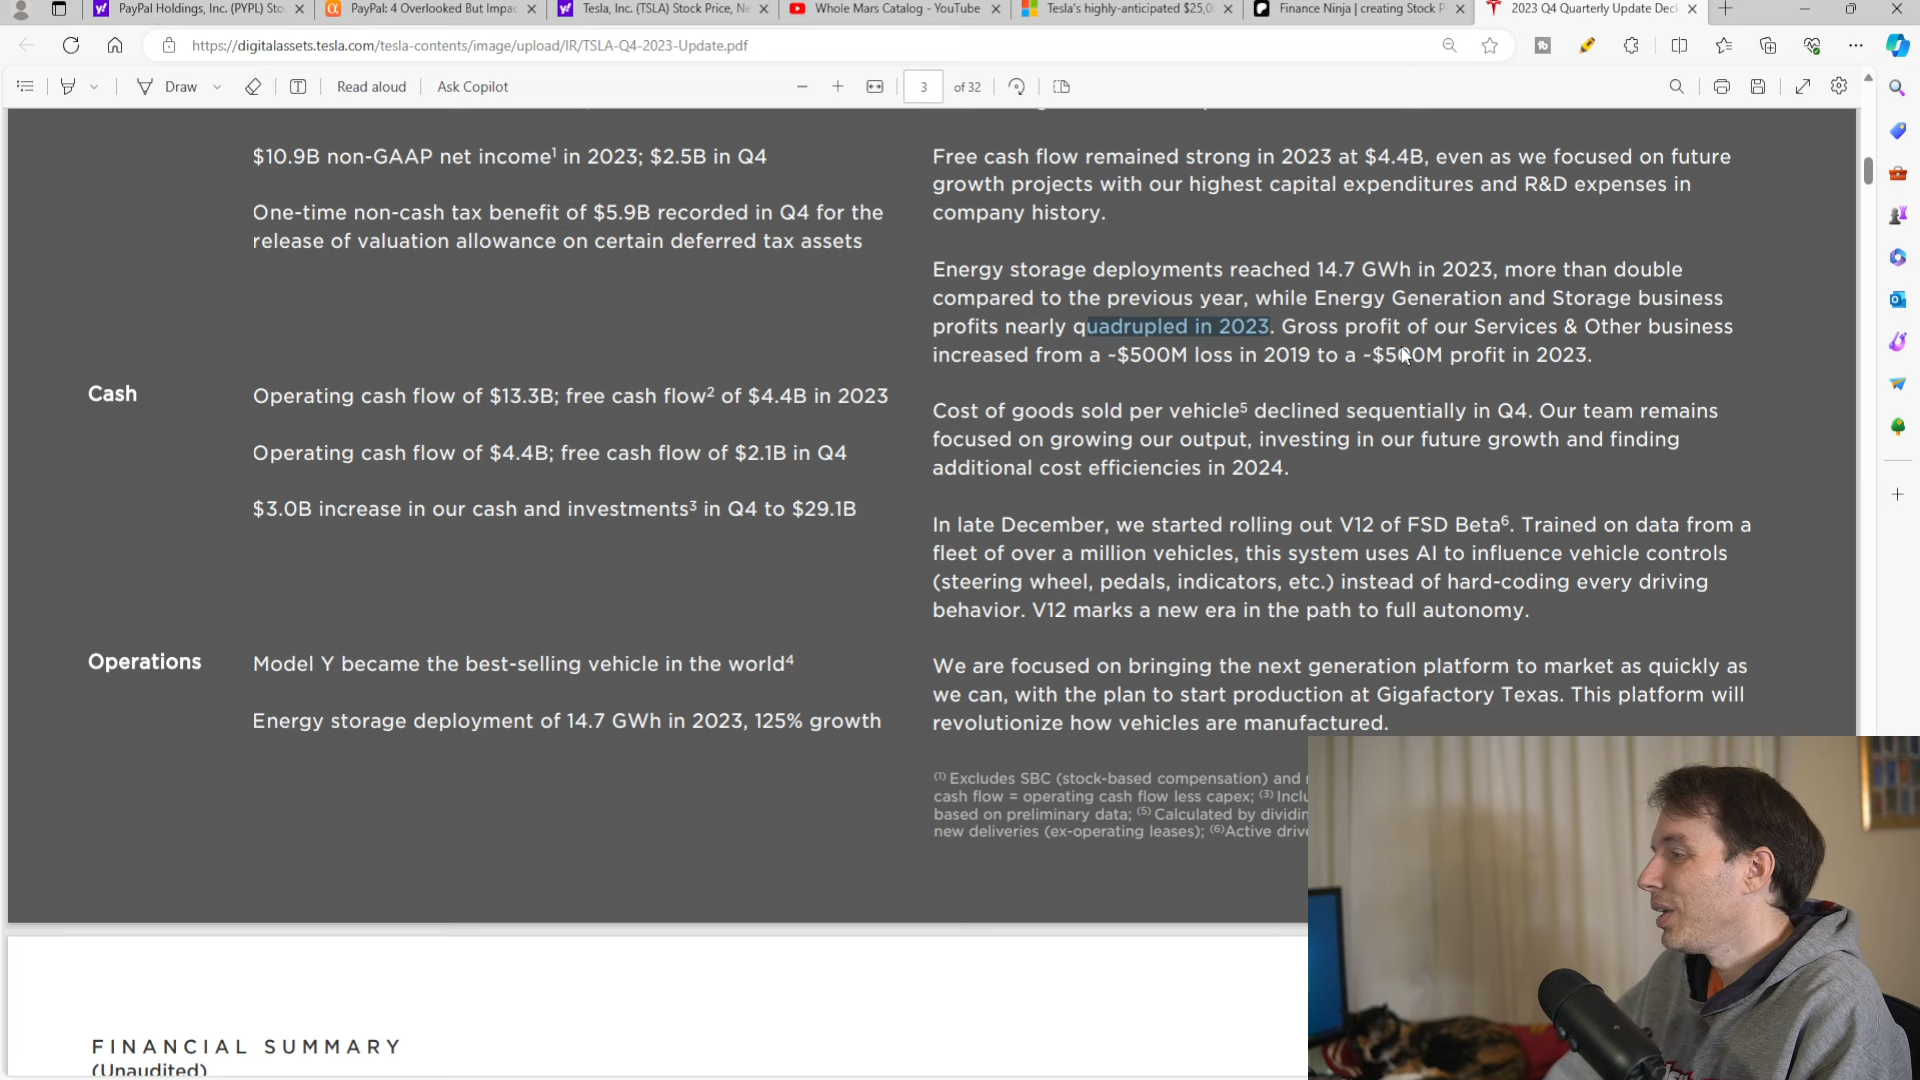 PayPal Holdings, Inc. (PYPL) Sto
PayPal: 4 Overlooked But Impac
Tesla, Inc. (TSLA) Stock Price, Ne
Whole Mars Catalog - YouTube
Tesla's highly-anticipated $25,0
Finance Ninja | creating Stock P
2023 Q4 Quarterly Update Deck
https://digitalassets.tesla.com/tesla-contents/image/upload/IR/TSLA-Q4-2023-Update.pdf
Draw
Read aloud
Ask Copilot
3
of 32
$10.9B non-GAAP net income¹ in 2023; $2.5B in Q4
One-time non-cash tax benefit of $5.9B recorded in Q4 for the
release of valuation allowance on certain deferred tax assets
Cash
Operating cash flow of $13.3B; free cash flow² of $4.4B in 2023
Operating cash flow of $4.4B; free cash flow of $2.1B in Q4
$3.0B increase in our cash and investments³ in Q4 to $29.1B
Operations
Model Y became the best-selling vehicle in the world⁴
Energy storage deployment of 14.7 GWh in 2023, 125% growth
Free cash flow remained strong in 2023 at $4.4B, even as we focused on future
growth projects with our highest capital expenditures and R&D expenses in
company history.
Energy storage deployments reached 14.7 GWh in 2023, more than double
compared to the previous year, while Energy Generation and Storage business
profits nearly quadrupled in 2023. Gross profit of our Services & Other business
increased from a ~$500M loss in 2019 to a ~$500M profit in 2023.
Cost of goods sold per vehicle⁵ declined sequentially in Q4. Our team remains
focused on growing our output, investing in our future growth and finding
additional cost efficiencies in 2024.
In late December, we started rolling out V12 of FSD Beta⁶. Trained on data from a
fleet of over a million vehicles, this system uses AI to influence vehicle controls
(steering wheel, pedals, indicators, etc.) instead of hard-coding every driving
behavior. V12 marks a new era in the path to full autonomy.
We are focused on bringing the next generation platform to market as quickly as
we can, with the plan to start production at Gigafactory Texas. This platform will
revolutionize how vehicles are manufactured.
⁽¹⁾ Excludes SBC (stock-based compensation) and
cash flow = operating cash flow less capex; ⁽³⁾ Inclu
based on preliminary data; ⁽⁵⁾ Calculated by dividin
new deliveries (ex-operating leases); ⁽⁶⁾Active drive
FINANCIAL SUMMARY
(Unaudited)